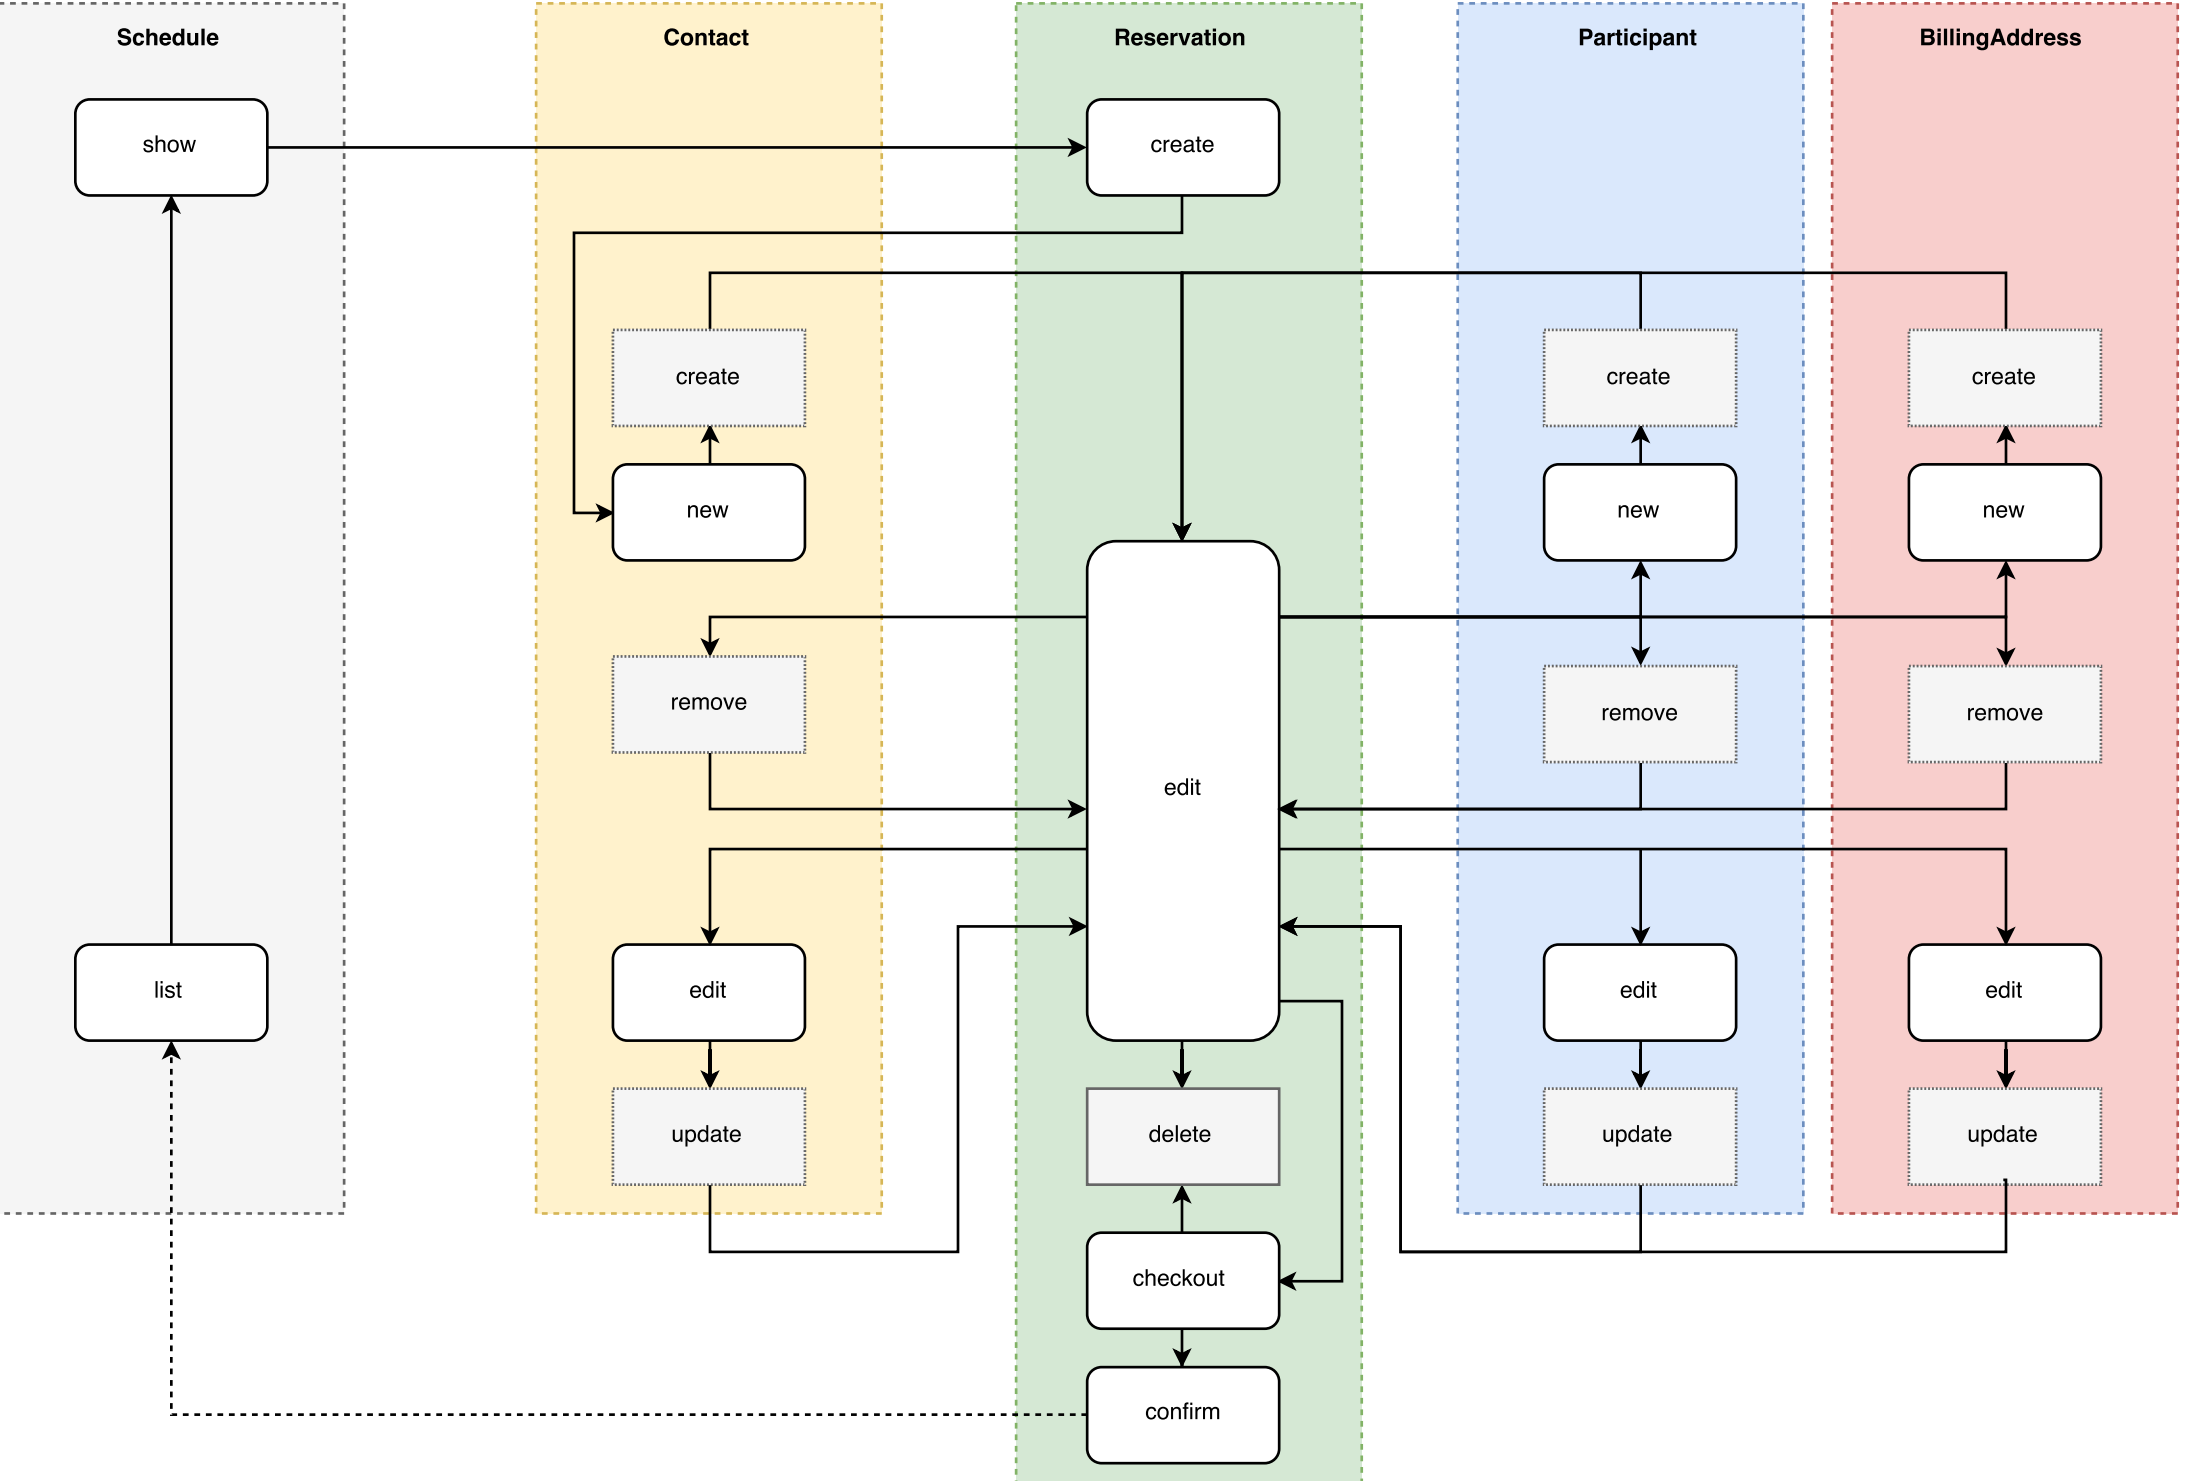 Schedule
Contact
Reservation
Participant
BillingAddress
show
create
create
create
create
new
new
new
remove
remove
remove
edit
list
edit
edit
edit
update
delete
update
update
checkout
confirm